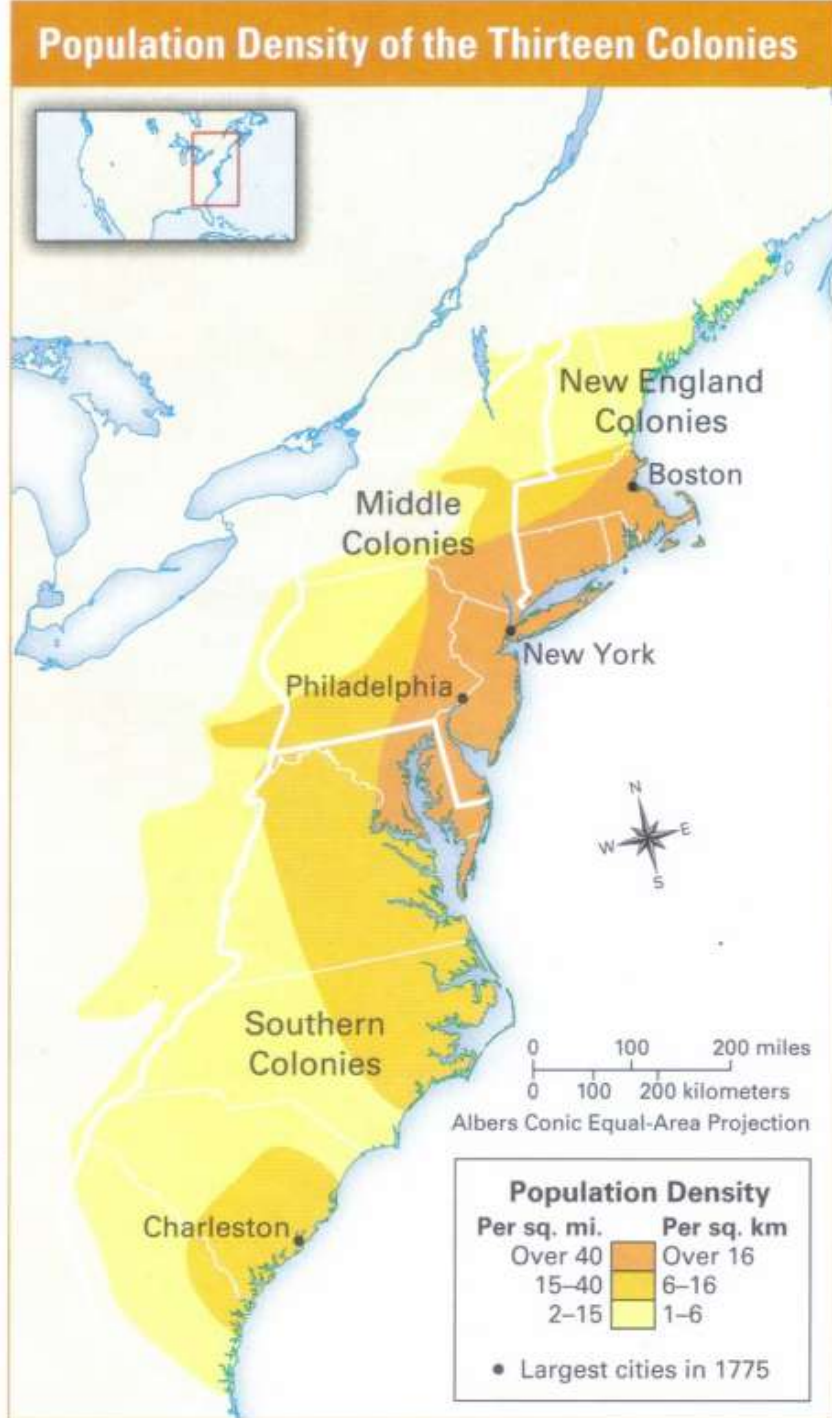 Population Density of the Thirteen Colonies
New England
Colonies
Boston
Middle
Colonies
New York
Philadelphia
N
W E
S
Southern
Colonies
0 100 200 miles
0 100 200 kilometers
Albers Conic Equal-Area Projection
Charleston
Population Density
Per sq. mi. Per sq. km
Over 40 Over 16
15–40 6–16
2–15 1–6
• Largest cities in 1775